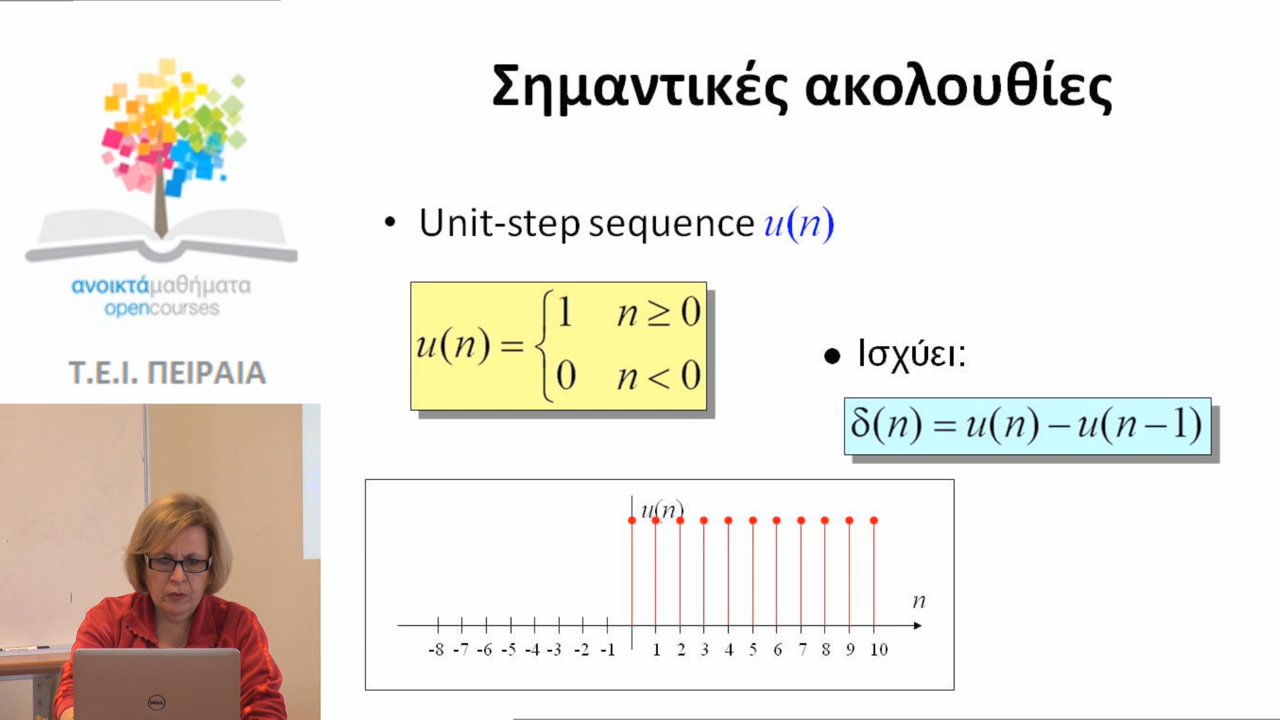 Σημαντικές ακολουθίες
ανοικτάμαθήματα
opencourses
Τ.Ε.Ι. ΠΕΙΡΑΙΑ
• Unit-step sequence u(n)
u(n) = { 1 n ≥ 0
0 n < 0
● Ισχύει:
δ(n) = u(n) − u(n−1)
u(n)
n
-8 -7 -6 -5 -4 -3 -2 -1 1 2 3 4 5 6 7 8 9 10
DELL